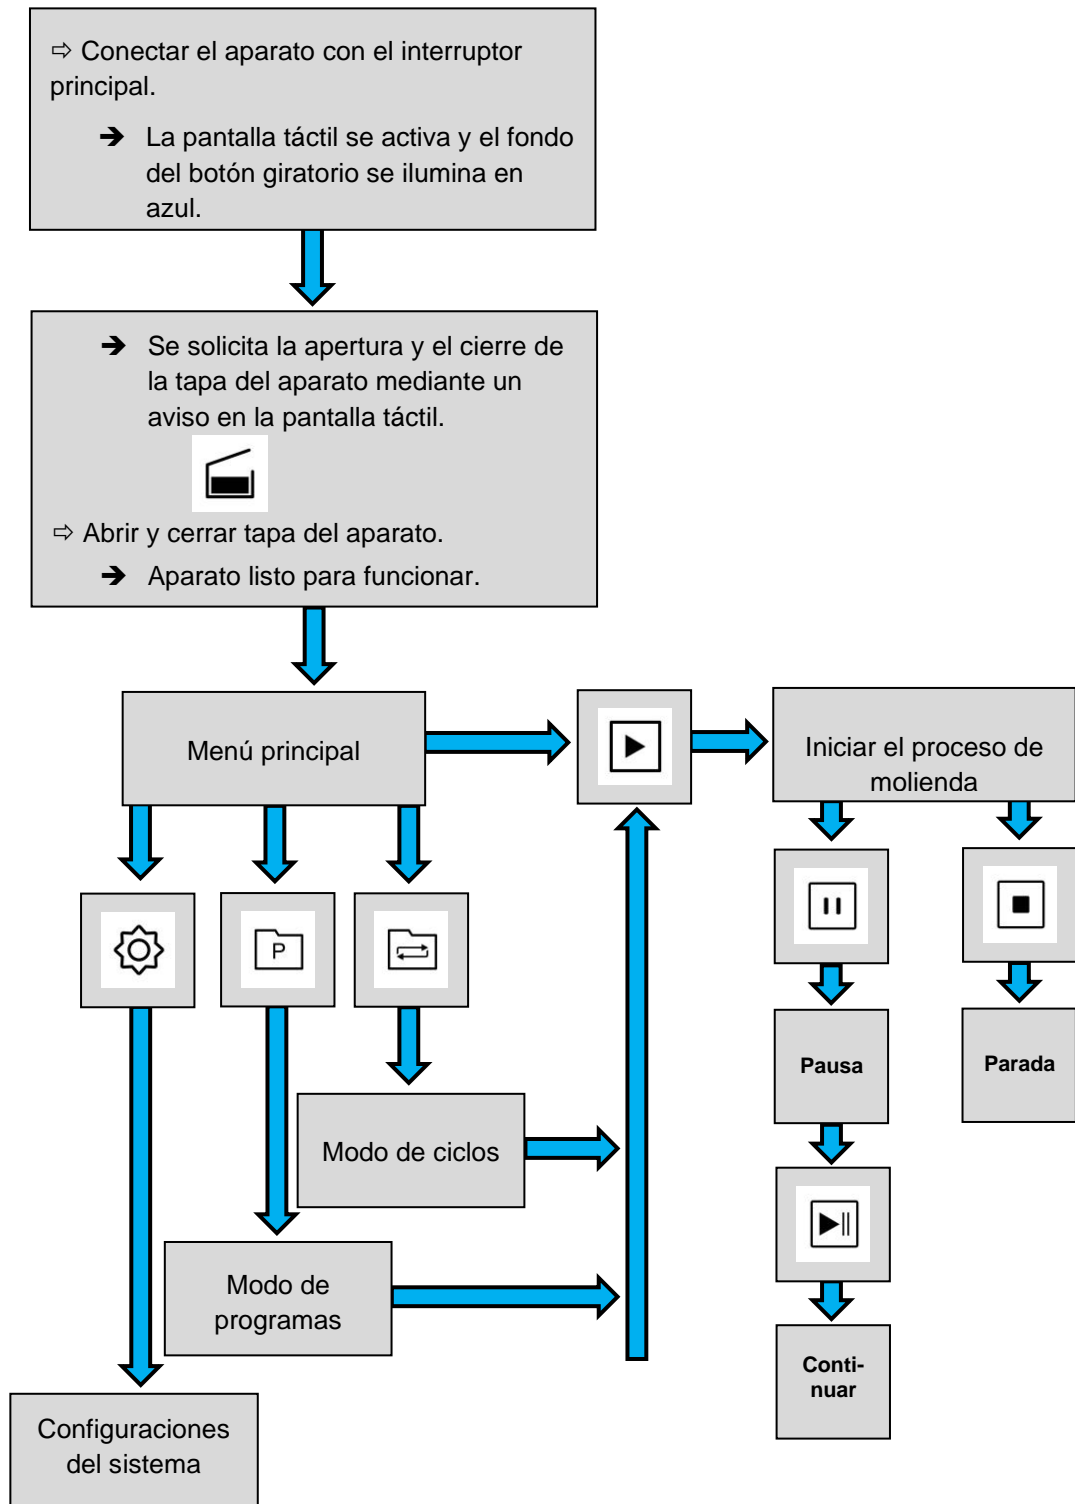 ⇨ Conectar el aparato con el interruptor
principal.
➔ La pantalla táctil se activa y el fondo
del botón giratorio se ilumina en
azul.
➔ Se solicita la apertura y el cierre de
la tapa del aparato mediante un
aviso en la pantalla táctil.
⇨ Abrir y cerrar tapa del aparato.
➔ Aparato listo para funcionar.
Menú principal
Iniciar el proceso de
molienda
P
Pausa
Parada
Modo de ciclos
Modo de
programas
Conti-
nuar
Configuraciones
del sistema